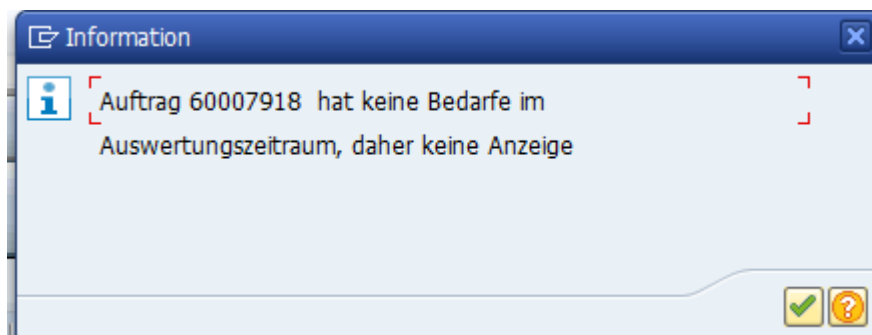 Information
Auftrag 60007918 hat keine Bedarfe im
Auswertungszeitraum, daher keine Anzeige